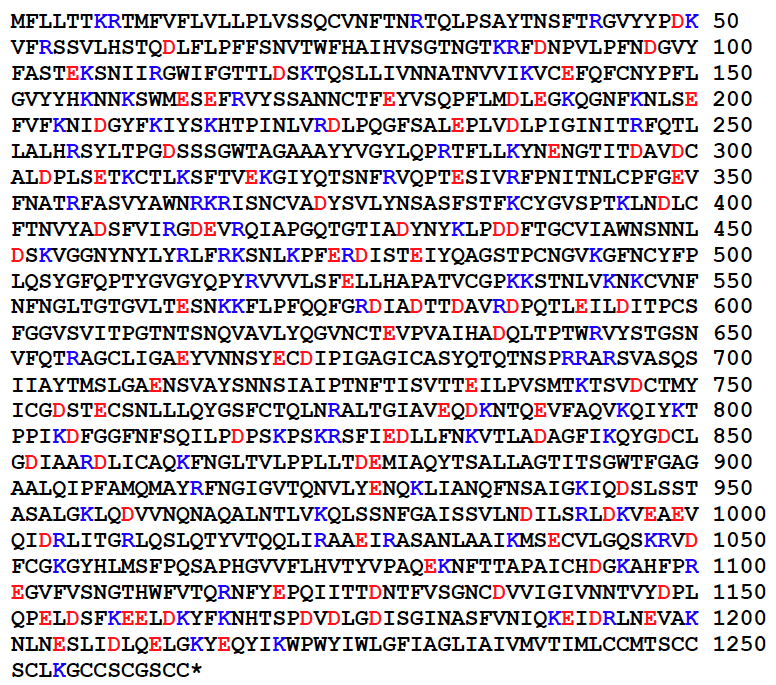 MFLLTTKRTMFVFLVLLPLVSSQCVNFTNRTQLPSAYTNSFTRGVYYPDK 50
VFRSSVLHSTQDLFLPFFSNVTWFHAIHVSGTNGTKRFDNPVLPFNDGVY 100
FASTEKSNIIRGWIFGTTLDSKTQSLLIVNNATNVVIKVCEFQFCNYPFL 150
GVYYHKNNKSWMESEFRVYSSANNCTFEYVSQPFLMDLEGKQGNFKNLSE 200
FVFKNIDGYFKIYSKHTPINLVRDLPQGFSALEPLVDLPIGINITRFQTL 250
LALHRSYLTPGDSSSGWTAGAAAYYVGYLQPRTFLLKYNENGTITDAVDC 300
ALDPLSETKCTLKSFTVEKGIYQTSNFRVQPTESIVRFPNITNLCPFGEV 350
FNATRFASVYAWNRKRISNCVADYSVLYNSASFSTFKCYGVSPTKLNDLC 400
FTNVYADSFVIRGDEVRQIAPGQTGTIADYNYKLPDDFTGCVIAWNSNNL 450
DSKVGGNYNYLYRLFRKSNLKPFERDISTEIYQAGSTPCNGVKGFNCYFP 500
LQSYGFQPTYGVGYQPYRVVVLSFELLHAPATVCGPKKSTNLVKNKCVNF 550
NFNGLTGTGVLTESNKKFLPFQQFGRDIADTTDAVRDPQTLEILDITPCS 600
FGGVSVITPGTNTSNQVAVLYQGVNCTEVPVAIHADQLTPTWRVYSTGSN 650
VFQTRAGCLIGAEYVNNSYECDIPIGAGICASYQTQTNSPRRARSVASQS 700
IIAYTMSLGAENSVAYSNNSIAIPTNFTISVTTEILPVSMTKTSVDCTMY 750
ICGDSTECSNLLLQYGSFCTQLNRALTGIAVEQDKNTQEVFAQVKQIYKT 800
PPIKDFGGFNFSQILPDPSKPSKRSFIEDLLFNKVTLADAGFIKQYGDCL 850
GDIAARDLICAQKFNGLTVLPPLLTDEMIAQYTSALLAGTITSGWTFGAG 900
AALQIPFAMQMAYRFNGIGVTQNVLYENQKLIANQFNSAIGKIQDSLSST 950
ASALGKLQDVVNQNAQALNTLVKQLSSNFGAISSVLNDILSRLDKVEAEV 1000
QIDRLITGRLQSLQTYVTQQLIRAAEIRASANLAAIKMSECVLGQSKRVD 1050
FCGKGYHLMSFPQSAPHGVVFLHVTYVPAQEKNFTTAPAICHDGKAHFPR 1100
EGVFVSNGTHWFVTQRNFYEPQIITTDNTFVSGNCDVVIGIVNNTVYDPL 1150
QPELDSFKEELDKYFKNHTSPDVDLGDISGINASFVNIQKEIDRLNEVAK 1200
NLNESLIDLQELGKYEQYIKWPWYIWLGFIAGLIAIVMVTIMLCCMTSCC 1250
SCLKGCCSCGSCC*